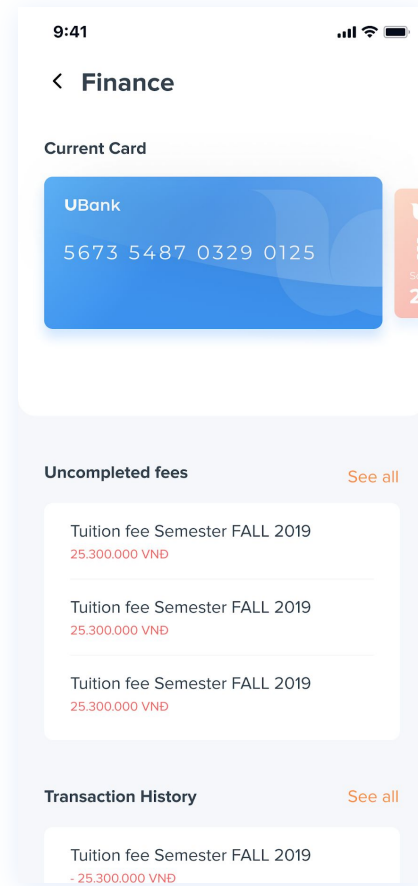 9:41
Finance
Current Card
UBank
5673 5487 0329 0125
Uncompleted fees
See all
Tuition fee Semester FALL 2019
25.300.000 VNĐ
Tuition fee Semester FALL 2019
25.300.000 VNĐ
Tuition fee Semester FALL 2019
25.300.000 VNĐ
Transaction History
See all
Tuition fee Semester FALL 2019
- 25.300.000 VNĐ